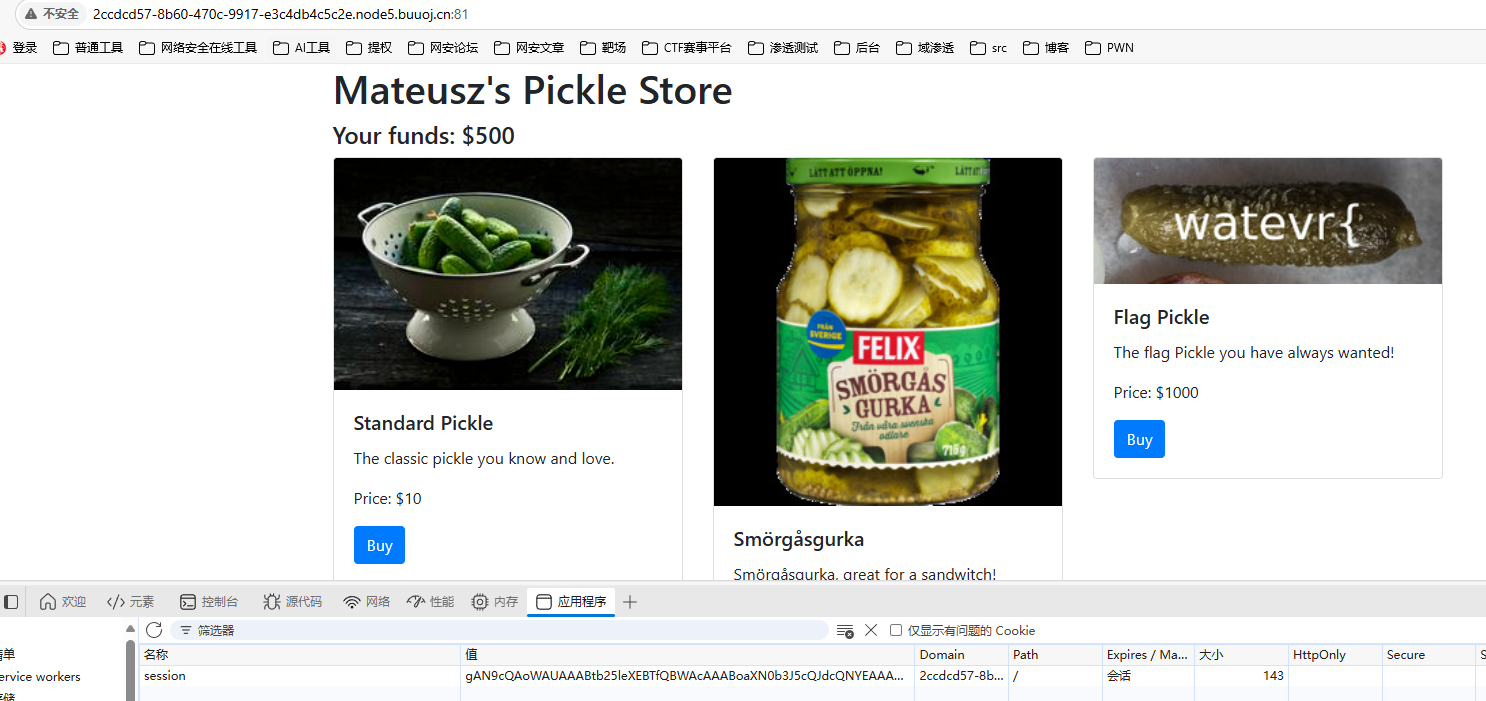 不安全 2ccdcd57-8b60-470c-9917-e3c4db4c5c2e.node5.buuoj.cn:81
登录 普通工具 网络安全在线工具 AI工具 提权 网安论坛 网安文章 靶场 CTF赛事平台 渗透测试 后台 域渗透 src 博客 PWN
Mateusz's Pickle Store
Your funds: $500
LÄTT ATT ÖPPNA!
LÄTT AT
FRÅN
SVERIGE
FELIX
SMÖRGÅS
GURKA
Från våra svenska
odlare
715g
watevr{
Standard Pickle
The classic pickle you know and love.
Price: $10
Buy
Smörgåsgurka
Smörgåsgurka, great for a sandwitch!
Flag Pickle
The flag Pickle you have always wanted!
Price: $1000
Buy
欢迎 元素 控制台 源代码 网络 性能 内存 应用程序
筛选器 仅显示有问题的 Cookie
名称 值 Domain Path Expires / Ma... 大小 HttpOnly Secure
session gAN9cQAoWAUAAABtb25leXEBTfQBWAcAAABoaXN0b3J5cQJdcQNYEAAA... 2ccdcd57-8b... / 会话 143
ervice workers